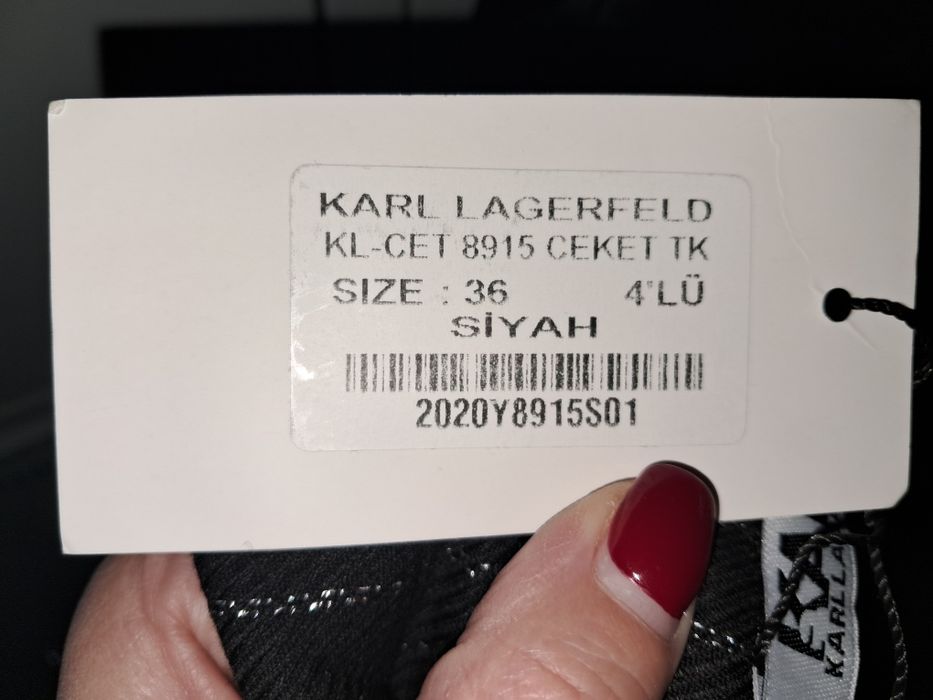 KARL LAGERFELD
KL-CET 8915 CEKET TK
SIZE : 36 4'LÜ
SİYAH
2020Y8915S01